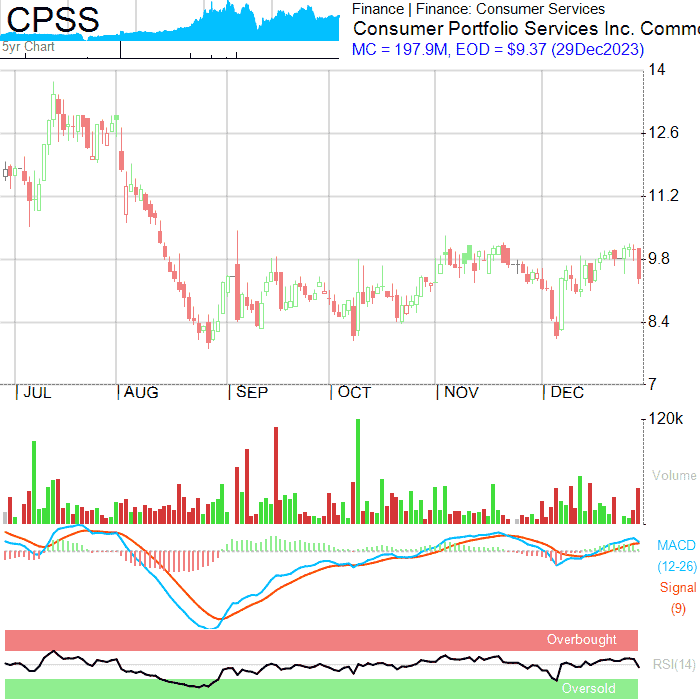 CPSS
5yr Chart
Finance | Finance: Consumer Services
Consumer Portfolio Services Inc. Commo
MC = 197.9M, EOD = $9.37 (29Dec2023)
14
12.6
11.2
9.8
8.4
7
JUL AUG SEP OCT NOV DEC
120k
Volume
MACD
(12-26)
Signal
(9)
Overbought
RSI(14)
Oversold